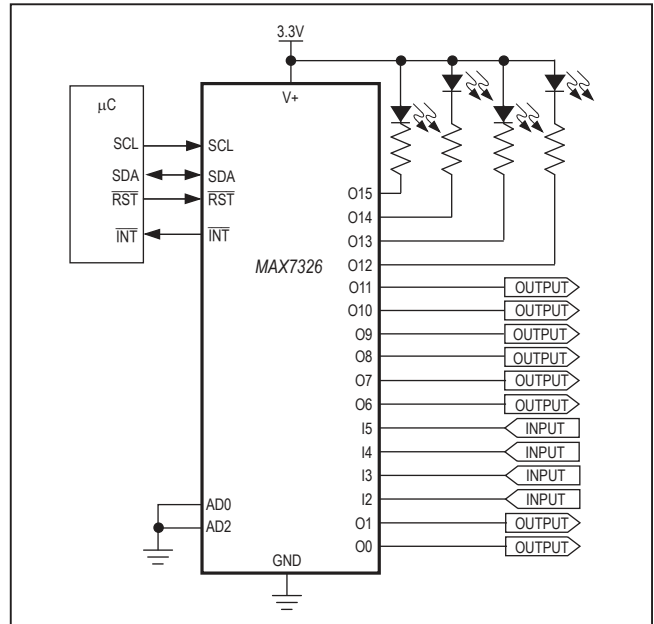 3.3V
µC
V+
SCL
SCL
SDA
SDA
RST
RST
INT
INT
MAX7326
O15
O14
O13
O12
O11
OUTPUT
O10
OUTPUT
O9
OUTPUT
O8
OUTPUT
O7
OUTPUT
O6
OUTPUT
I5
INPUT
I4
INPUT
I3
INPUT
I2
INPUT
O1
OUTPUT
O0
OUTPUT
AD0
AD2
GND